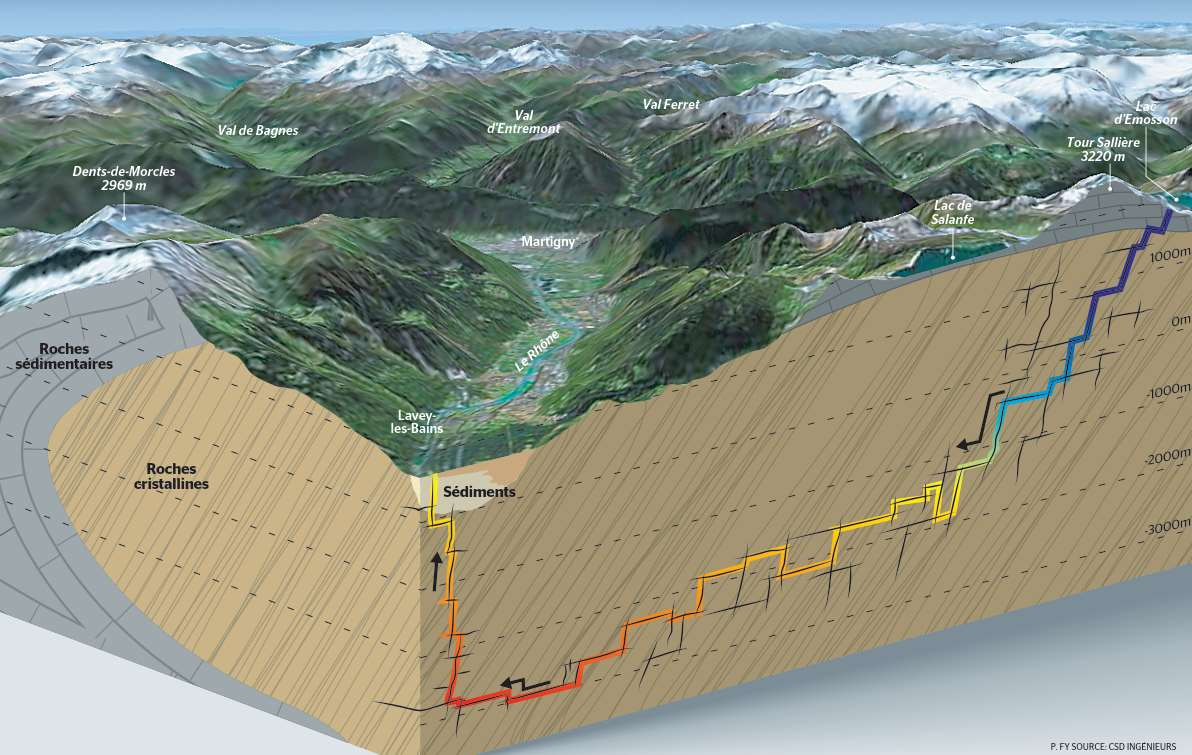 Val de Bagnes
Val
d'Entremont
Val Ferret
Lac
d'Emosson
Tour Sallière
3220 m
Dents-de-Morcles
2969 m
Lac de
Salanfe
Martigny
1000m
0m
Le Rhône
Roches
sédimentaires
-1000m
Lavey-
les-Bains
-2000m
Roches
cristallines
Sédiments
-3000m
P. FY SOURCE: CSD INGÉNIEURS